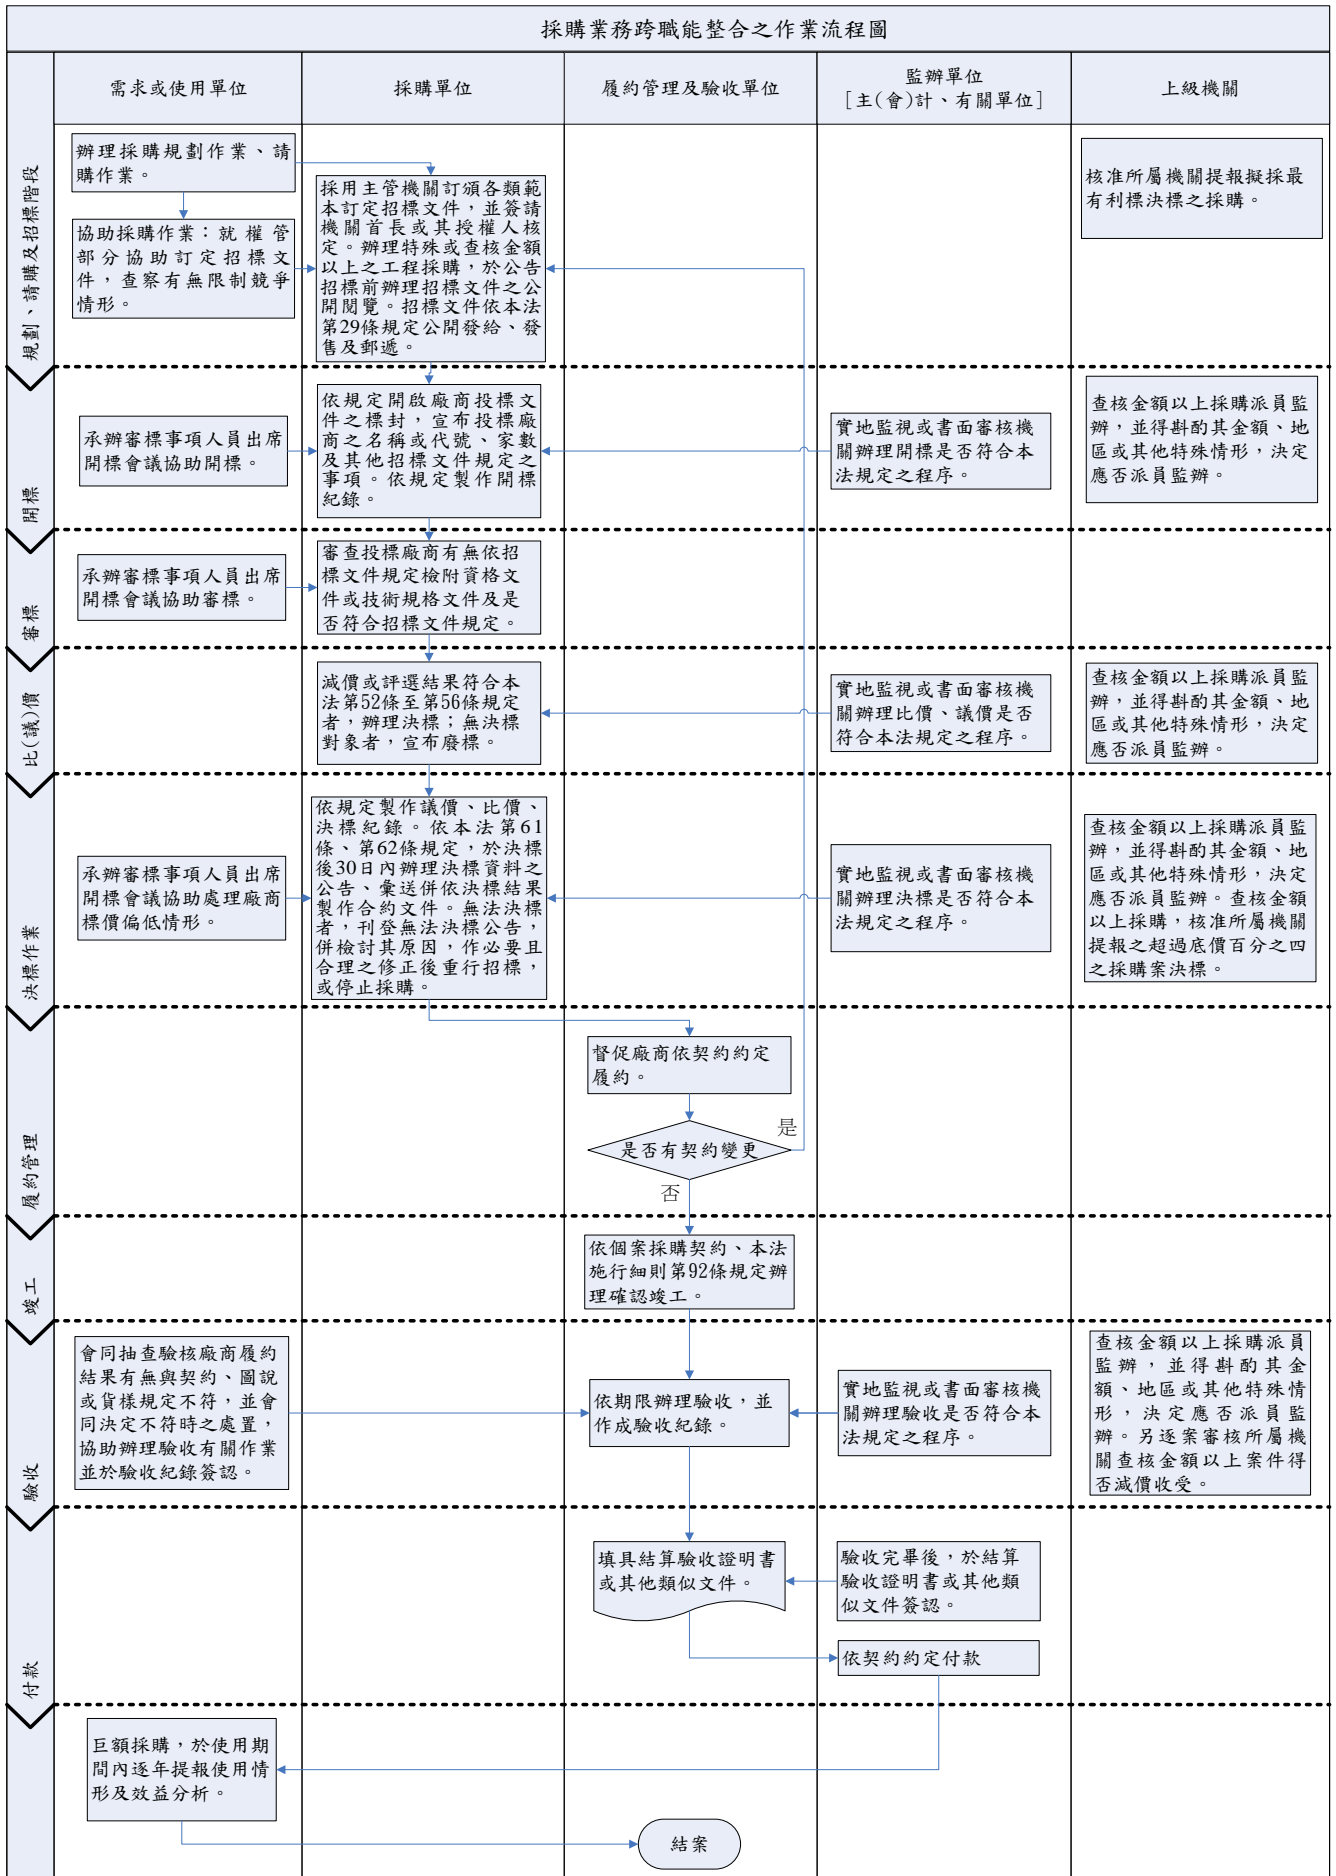 採購業務跨職能整合之作業流程圖
需求或使用單位
採購單位
履約管理及驗收單位
監辦單位
[主(會)計、有關單位]
上級機關
規劃、請購及招標階段
辦理採購規劃作業、請
購作業。
協助採購作業：就權管
部分協助訂定招標文
件，查察有無限制競爭
情形。
採用主管機關訂頒各類範
本訂定招標文件，並簽請
機關首長或其授權人核
定。辦理特殊或查核金額
以上之工程採購，於公告
招標前辦理招標文件之公
開閱覽。招標文件依本法
第29條規定公開發給、發
售及郵遞。
核准所屬機關提報擬採最
有利標決標之採購。
開標
承辦審標事項人員出席
開標會議協助開標。
依規定開啟廠商投標文
件之標封，宣布投標廠
商之名稱或代號、家數
及其他招標文件規定之
事項。依規定製作開標
紀錄。
實地監視或書面審核機
關辦理開標是否符合本
法規定之程序。
查核金額以上採購派員監
辦，並得斟酌其金額、地
區或其他特殊情形，決定
應否派員監辦。
審標
承辦審標事項人員出席
開標會議協助審標。
審查投標廠商有無依招
標文件規定檢附資格文
件或技術規格文件及是
否符合招標文件規定。
比(議)價
減價或評選結果符合本
法第52條至第56條規定
者，辦理決標；無決標
對象者，宣布廢標。
實地監視或書面審核機
關辦理比價、議價是否
符合本法規定之程序。
查核金額以上採購派員監
辦，並得斟酌其金額、地
區或其他特殊情形，決定
應否派員監辦。
決標作業
承辦審標事項人員出席
開標會議協助處理廠商
標價偏低情形。
依規定製作議價、比價、
決標紀錄。依本法第61
條、第62條規定，於決標
後30日內辦理決標資料之
公告、彙送併依決標結果
製作合約文件。無法決標
者，刊登無法決標公告，
併檢討其原因，作必要且
合理之修正後重行招標，
或停止採購。
實地監視或書面審核機
關辦理決標是否符合本
法規定之程序。
查核金額以上採購派員監
辦，並得斟酌其金額、地
區或其他特殊情形，決定
應否派員監辦。查核金額
以上採購，核准所屬機關
提報之超過底價百分之四
之採購案決標。
履約管理
督促廠商依契約約定
履約。
是否有契約變更
是
否
竣工
依個案採購契約、本法
施行細則第92條規定辦
理確認竣工。
驗收
會同抽查驗核廠商履約
結果有無與契約、圖說
或貨樣規定不符，並會
同決定不符時之處置，
協助辦理驗收有關作業
並於驗收紀錄簽認。
依期限辦理驗收，並
作成驗收紀錄。
實地監視或書面審核機
關辦理驗收是否符合本
法規定之程序。
查核金額以上採購派員
監辦，並得斟酌其金
額、地區或其他特殊情
形，決定應否派員監
辦。另逐案審核所屬機
關查核金額以上案件得
否減價收受。
付款
填具結算驗收證明書
或其他類似文件。
驗收完畢後，於結算
驗收證明書或其他類
似文件簽認。
依契約約定付款
巨額採購，於使用期
間內逐年提報使用情
形及效益分析。
結案